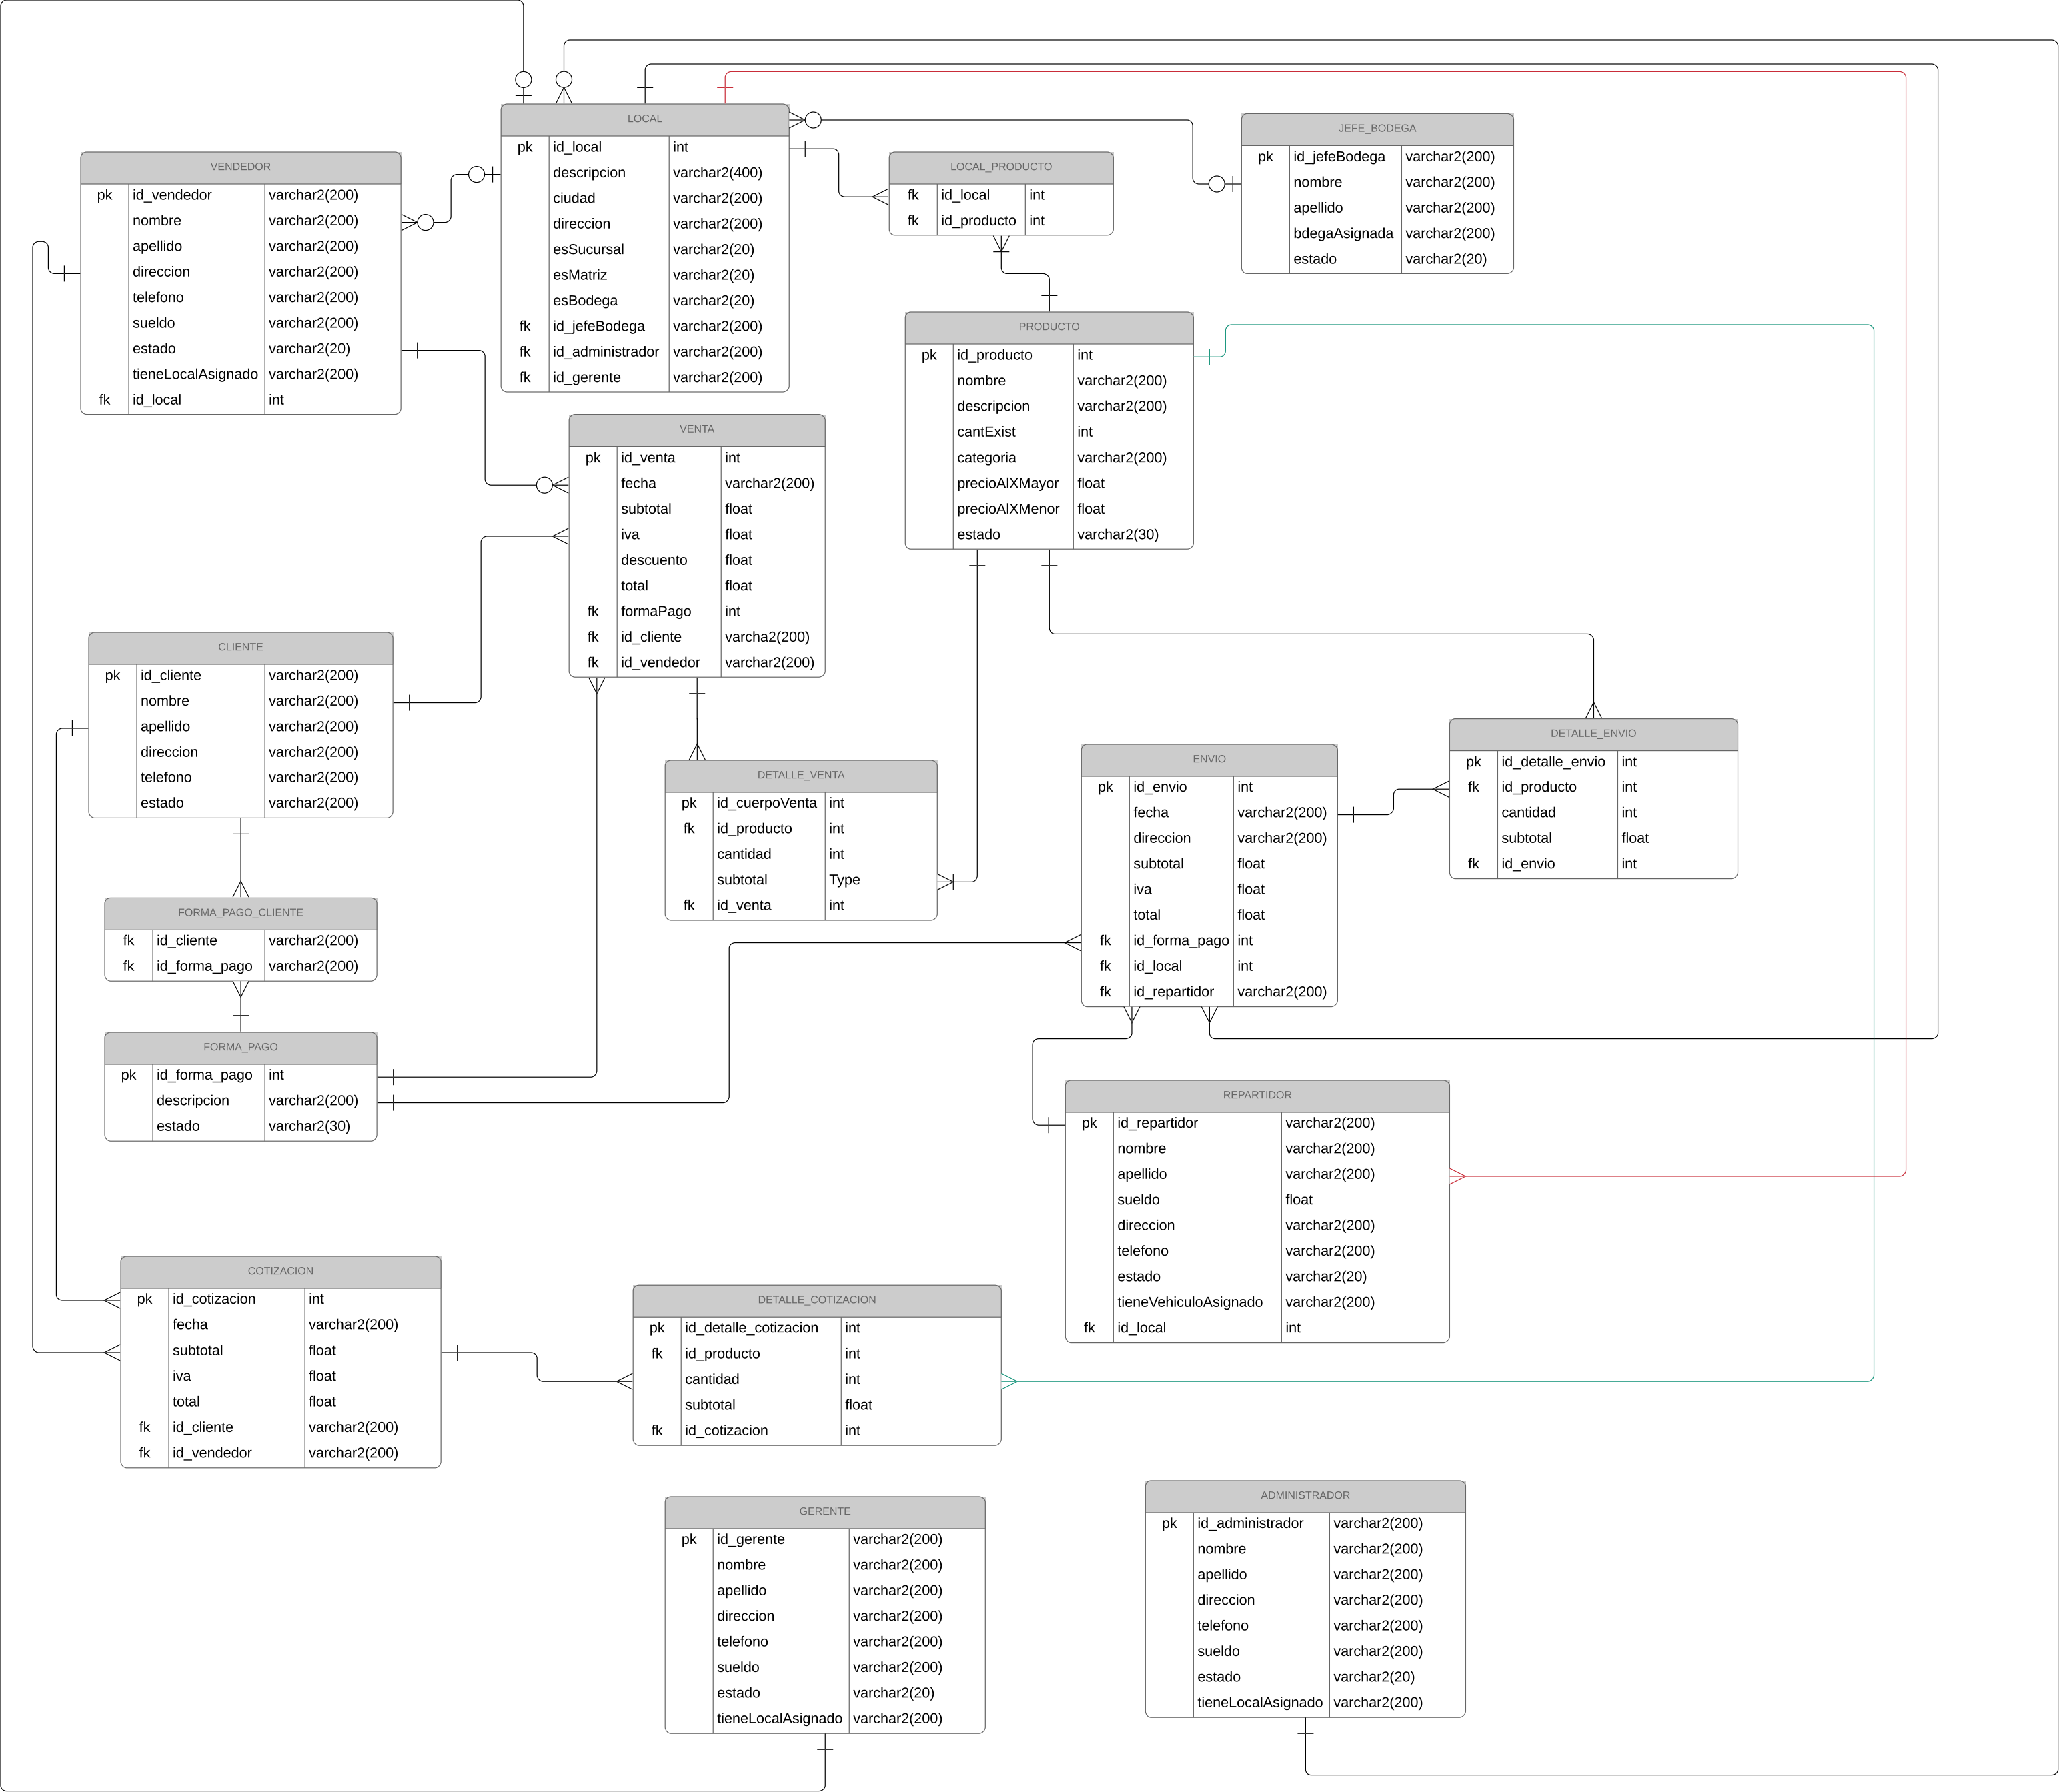 LOCAL
pk id_local int
descripcion varchar2(400)
ciudad varchar2(200)
direccion varchar2(200)
esSucursal varchar2(20)
esMatriz varchar2(20)
esBodega varchar2(20)
fk id_jefeBodega varchar2(200)
fk id_administrador varchar2(200)
fk id_gerente varchar2(200)
JEFE_BODEGA
pk id_jefeBodega varchar2(200)
nombre varchar2(200)
apellido varchar2(200)
bdegaAsignada varchar2(200)
estado varchar2(20)
VENDEDOR
pk id_vendedor varchar2(200)
nombre varchar2(200)
apellido varchar2(200)
direccion varchar2(200)
telefono varchar2(200)
sueldo varchar2(200)
estado varchar2(20)
tieneLocalAsignado varchar2(200)
fk id_local int
LOCAL_PRODUCTO
fk id_local int
fk id_producto int
PRODUCTO
pk id_producto int
nombre varchar2(200)
descripcion varchar2(200)
cantExist int
categoria varchar2(200)
precioAlXMayor float
precioAlXMenor float
estado varchar2(30)
VENTA
pk id_venta int
fecha varchar2(200)
subtotal float
iva float
descuento float
total float
fk formaPago int
fk id_cliente varcha2(200)
fk id_vendedor varchar2(200)
CLIENTE
pk id_cliente varchar2(200)
nombre varchar2(200)
apellido varchar2(200)
direccion varchar2(200)
telefono varchar2(200)
estado varchar2(200)
DETALLE_VENTA
pk id_cuerpoVenta int
fk id_producto int
cantidad int
subtotal Type
fk id_venta int
ENVIO
pk id_envio int
fecha varchar2(200)
direccion varchar2(200)
subtotal float
iva float
total float
fk id_forma_pago int
fk id_local int
fk id_repartidor varchar2(200)
DETALLE_ENVIO
pk id_detalle_envio int
fk id_producto int
cantidad int
subtotal float
fk id_envio int
FORMA_PAGO_CLIENTE
fk id_cliente varchar2(200)
fk id_forma_pago varchar2(200)
FORMA_PAGO
pk id_forma_pago int
descripcion varchar2(200)
estado varchar2(30)
REPARTIDOR
pk id_repartidor varchar2(200)
nombre varchar2(200)
apellido varchar2(200)
sueldo float
direccion varchar2(200)
telefono varchar2(200)
estado varchar2(20)
tieneVehiculoAsignado varchar2(200)
fk id_local int
COTIZACION
pk id_cotizacion int
fecha varchar2(200)
subtotal float
iva float
total float
fk id_cliente varchar2(200)
fk id_vendedor varchar2(200)
DETALLE_COTIZACION
pk id_detalle_cotizacion int
fk id_producto int
cantidad int
subtotal float
fk id_cotizacion int
GERENTE
pk id_gerente varchar2(200)
nombre varchar2(200)
apellido varchar2(200)
direccion varchar2(200)
telefono varchar2(200)
sueldo varchar2(200)
estado varchar2(20)
tieneLocalAsignado varchar2(200)
ADMINISTRADOR
pk id_administrador varchar2(200)
nombre varchar2(200)
apellido varchar2(200)
direccion varchar2(200)
telefono varchar2(200)
sueldo varchar2(200)
estado varchar2(20)
tieneLocalAsignado varchar2(200)